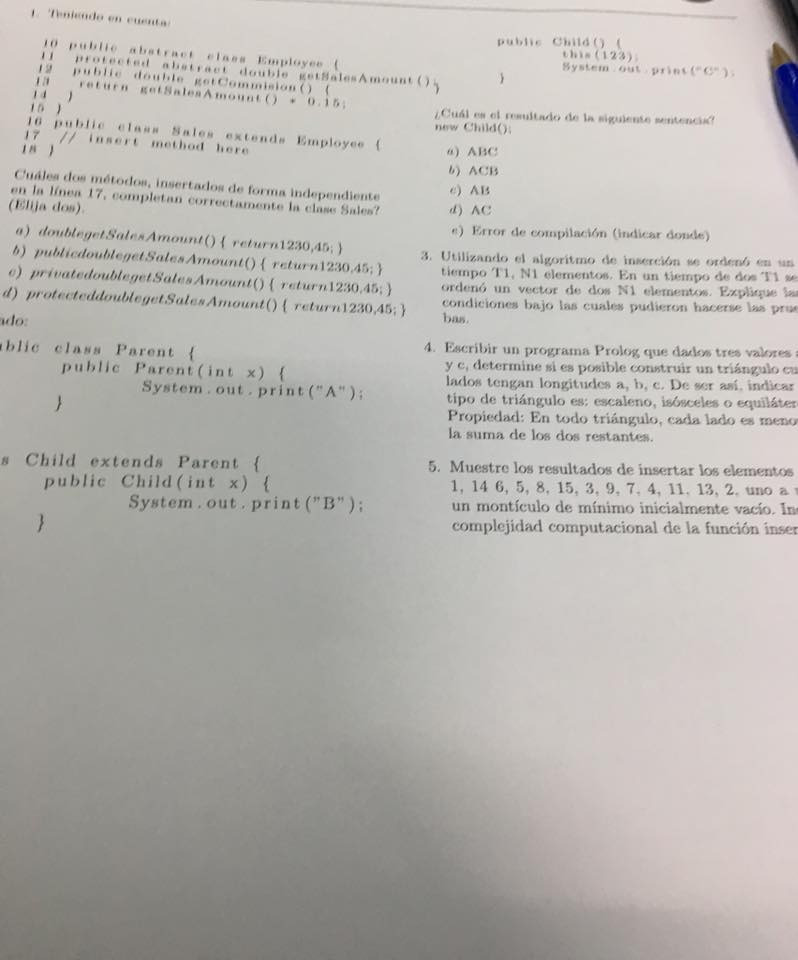 1. Teniendo en cuenta:
10 public abstract class Employee {
11 protected abstract double getSalesAmount();
12 public double getCommision() {
13 return getSalesAmount() * 0.15;
14 }
15 }
16 public class Sales extends Employee {
17 // insert method here
18 }
Cuáles dos métodos, insertados de forma independiente
en la línea 17, completan correctamente la clase Sales?
(Elija dos).
a) doublegetSalesAmount() { return1230,45; }
b) publicdoublegetSalesAmount() { return1230,45; }
c) privatedoublegetSalesAmount() { return1230,45; }
d) protecteddoublegetSalesAmount() { return1230,45; }
ado:
ublic class Parent {
public Parent(int x) {
System.out.print("A");
}
s Child extends Parent {
public Child(int x) {
System.out.print("B");
}
}
public Child() {
this(123);
System.out.print("C");
}
¿Cuál es el resultado de la siguiente sentencia?
new Child();
a) ABC
b) ACB
c) AB
d) AC
e) Error de compilación (indicar donde)
3. Utilizando el algoritmo de inserción se ordenó en un
tiempo T1, N1 elementos. En un tiempo de dos T1 se
ordenó un vector de dos N1 elementos. Explique las
condiciones bajo las cuales pudieron hacerse las prue
bas.
4. Escribir un programa Prolog que dados tres valores
y c, determine si es posible construir un triángulo cu
lados tengan longitudes a, b, c. De ser así, indicar
tipo de triángulo es: escaleno, isósceles o equiláter
Propiedad: En todo triángulo, cada lado es meno
la suma de los dos restantes.
5. Muestre los resultados de insertar los elementos
1, 14 6, 5, 8, 15, 3, 9, 7, 4, 11, 13, 2, uno a
un montículo de mínimo inicialmente vacío. In
complejidad computacional de la función inser